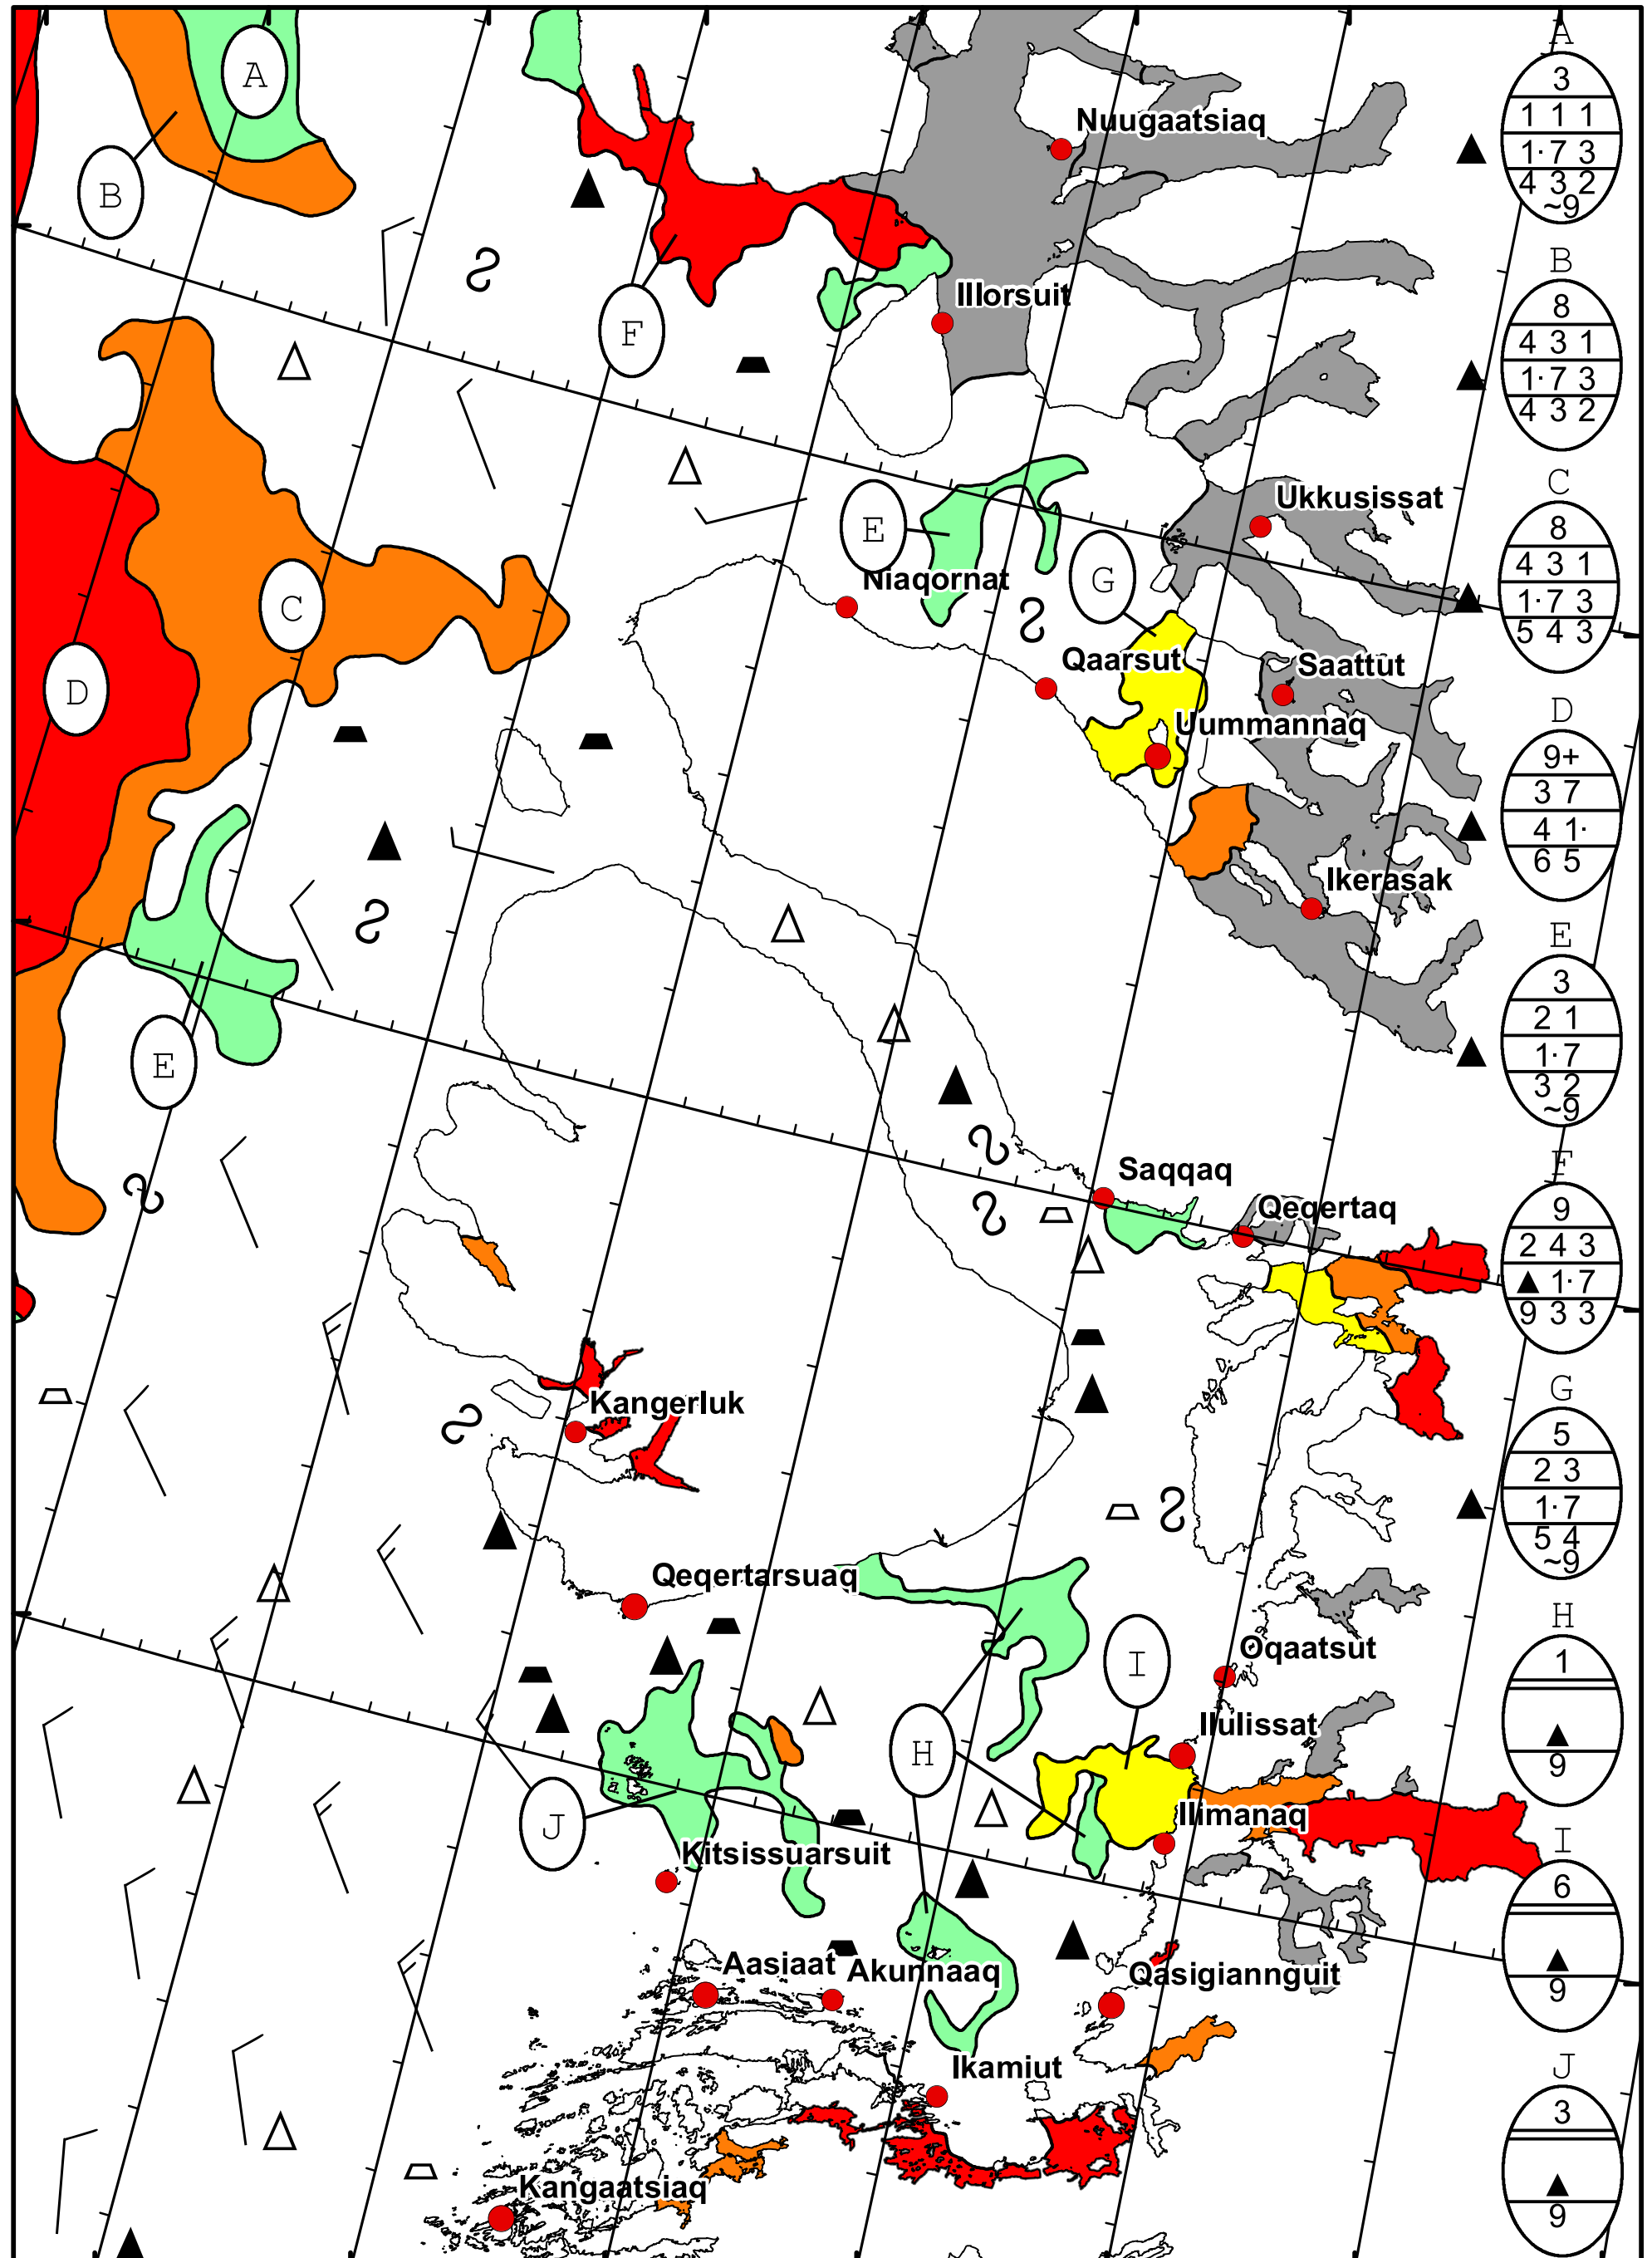 A
B
C
D
E
F
E
G
H
I
J
Nuugaatsiaq
Illorsuit
Ukkusissat
Niaqornat
Qaarsut
Saattut
Uummannaq
Ikerasak
Saqqaq
Qeqertaq
Kangerluk
Qeqertarsuaq
Oqaatsut
Ilulissat
Ilimanaq
Kitsissuarsuit
Aasiaat
Akunnaaq
Qasigiannguit
Ikamiut
Kangaatsiaq
A
3
1 1 1
1· 7 3
4 3 2
~9
B
8
4 3 1
1· 7 3
4 3 2
C
8
4 3 1
1· 7 3
5 4 3
D
9+
3 7
4 1·
6 5
E
3
2 1
1· 7
3 2
~9
F
9
2 4 3
▲ 1· 7
9 3 3
G
5
2 3
1· 7
5 4
~9
H
1
▲
9
I
6
▲
9
J
3
▲
9